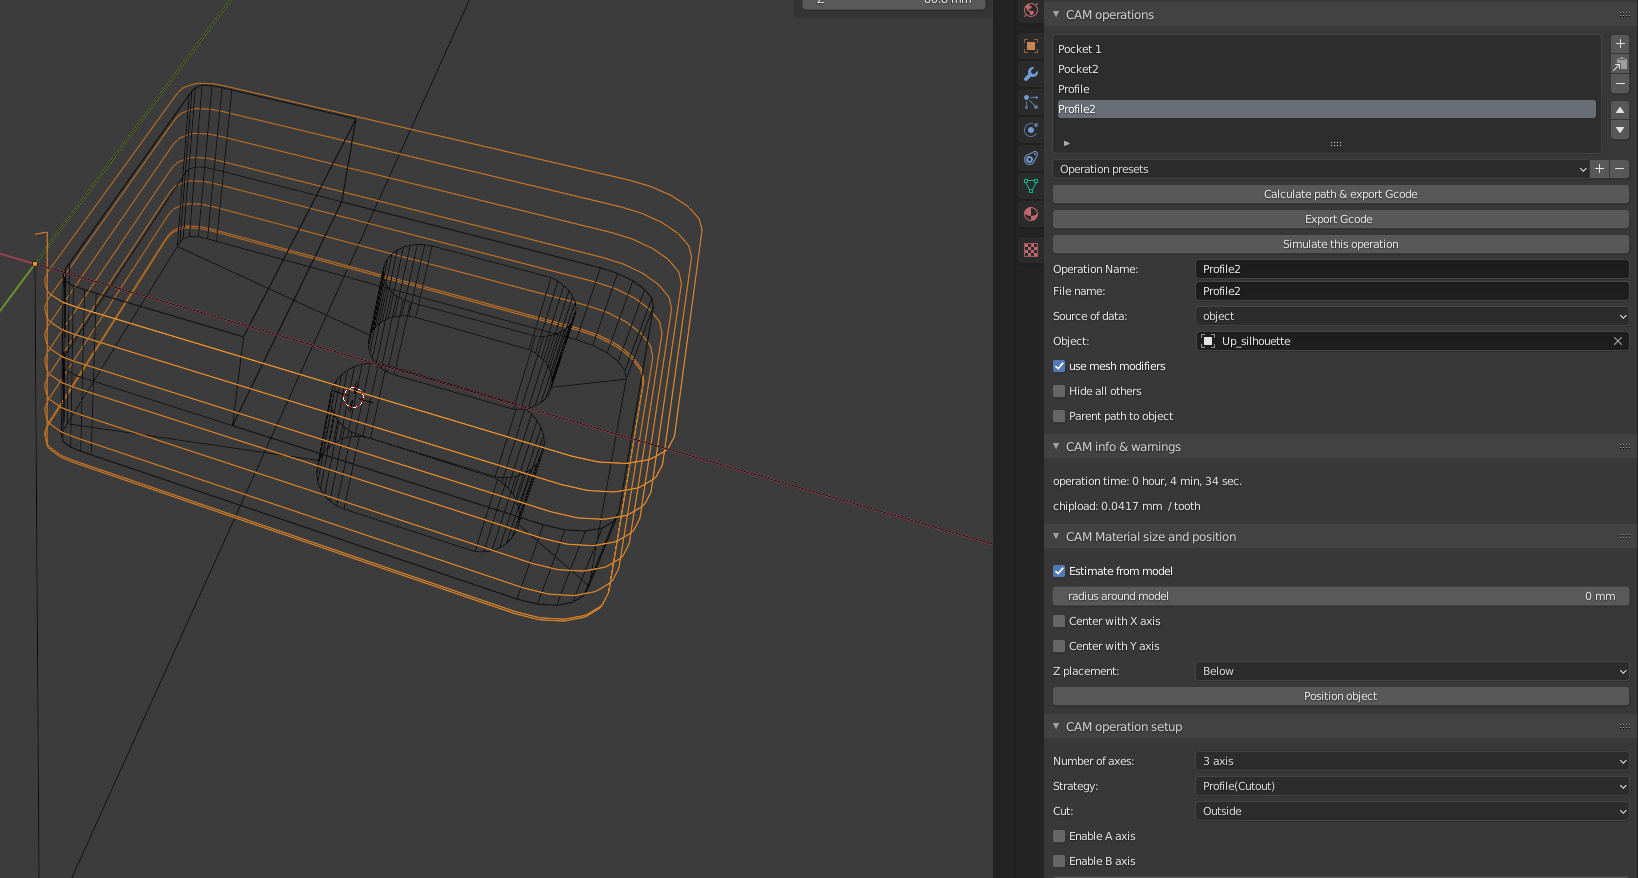 CAM operations
Pocket 1
Pocket2
Profile
Profile2
Operation presets
Calculate path & export Gcode
Export Gcode
Simulate this operation
Operation Name: Profile2
File name: Profile2
Source of data: object
Object: Up_silhouette
use mesh modifiers
Hide all others
Parent path to object
CAM info & warnings
operation time: 0 hour, 4 min, 34 sec.
chipload: 0.0417 mm / tooth
CAM Material size and position
Estimate from model
radius around model 0 mm
Center with X axis
Center with Y axis
Z placement: Below
Position object
CAM operation setup
Number of axes: 3 axis
Strategy: Profile(Cutout)
Cut: Outside
Enable A axis
Enable B axis